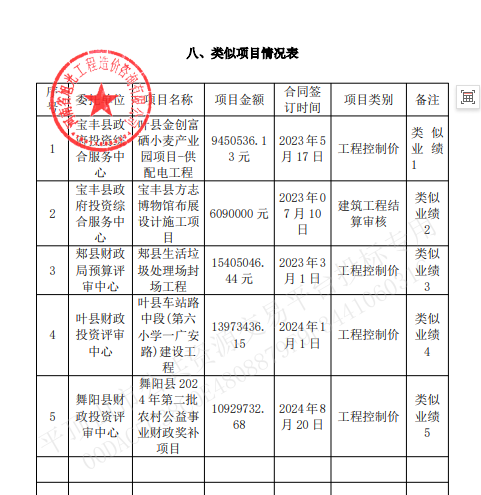 八、类似项目情况表
序号 委托单位 项目名称 项目金额 合同签订时间 项目类别 备注
1 宝丰县政府投资综合服务中心 叶县金创富硒小麦产业园项目-供配电工程 9450536.13元 2023年5月17日 工程控制价 类似业绩1
2 宝丰县政府投资综合服务中心 宝丰县方志博物馆布展设计施工项目 6090000元 2023年07月10日 建筑工程结算审核 类似业绩2
3 郏县财政局预算评审中心 郏县生活垃圾处理场封场工程 15405046.44元 2023年3月1日 工程控制价 类似业绩3
4 叶县财政投资评审中心 叶县车站路中段(第六小学一广安路)建设工程 13973436.15 2024年1月1日 工程控制价 类似业绩4
5 舞阳县财政投资评审中心 舞阳县2024年第二批农村公益事业财政奖补项目 10929732.68 2024年8月20日 工程控制价 类似业绩5